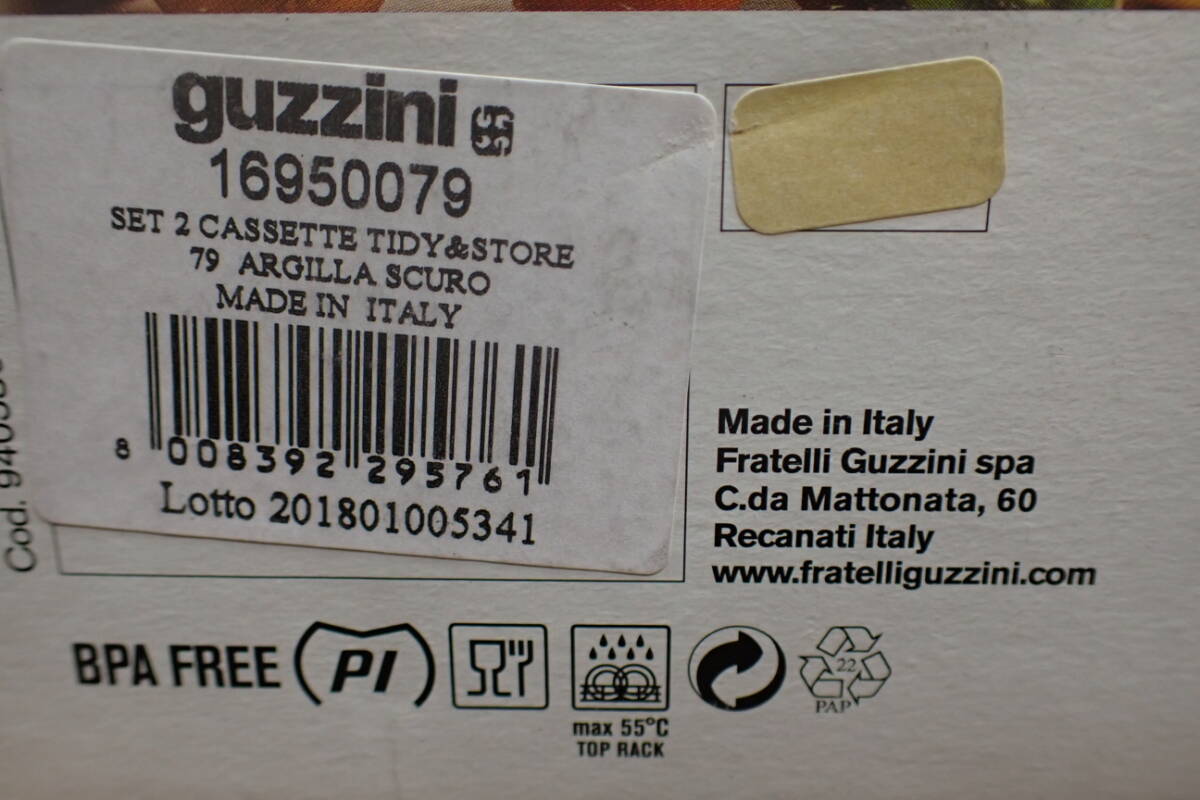 guzzini
16950079
SET 2 CASSETTE TIDY&STORE
79 ARGILLA SCURO
MADE IN ITALY
8 008392 295761
Lotto 201801005341
Cod.
Made in Italy
Fratelli Guzzini spa
C.da Mattonata, 60
Recanati Italy
www.fratelliguzzini.com
BPA FREE
PI
max 55°C
TOP RACK
22
PAP